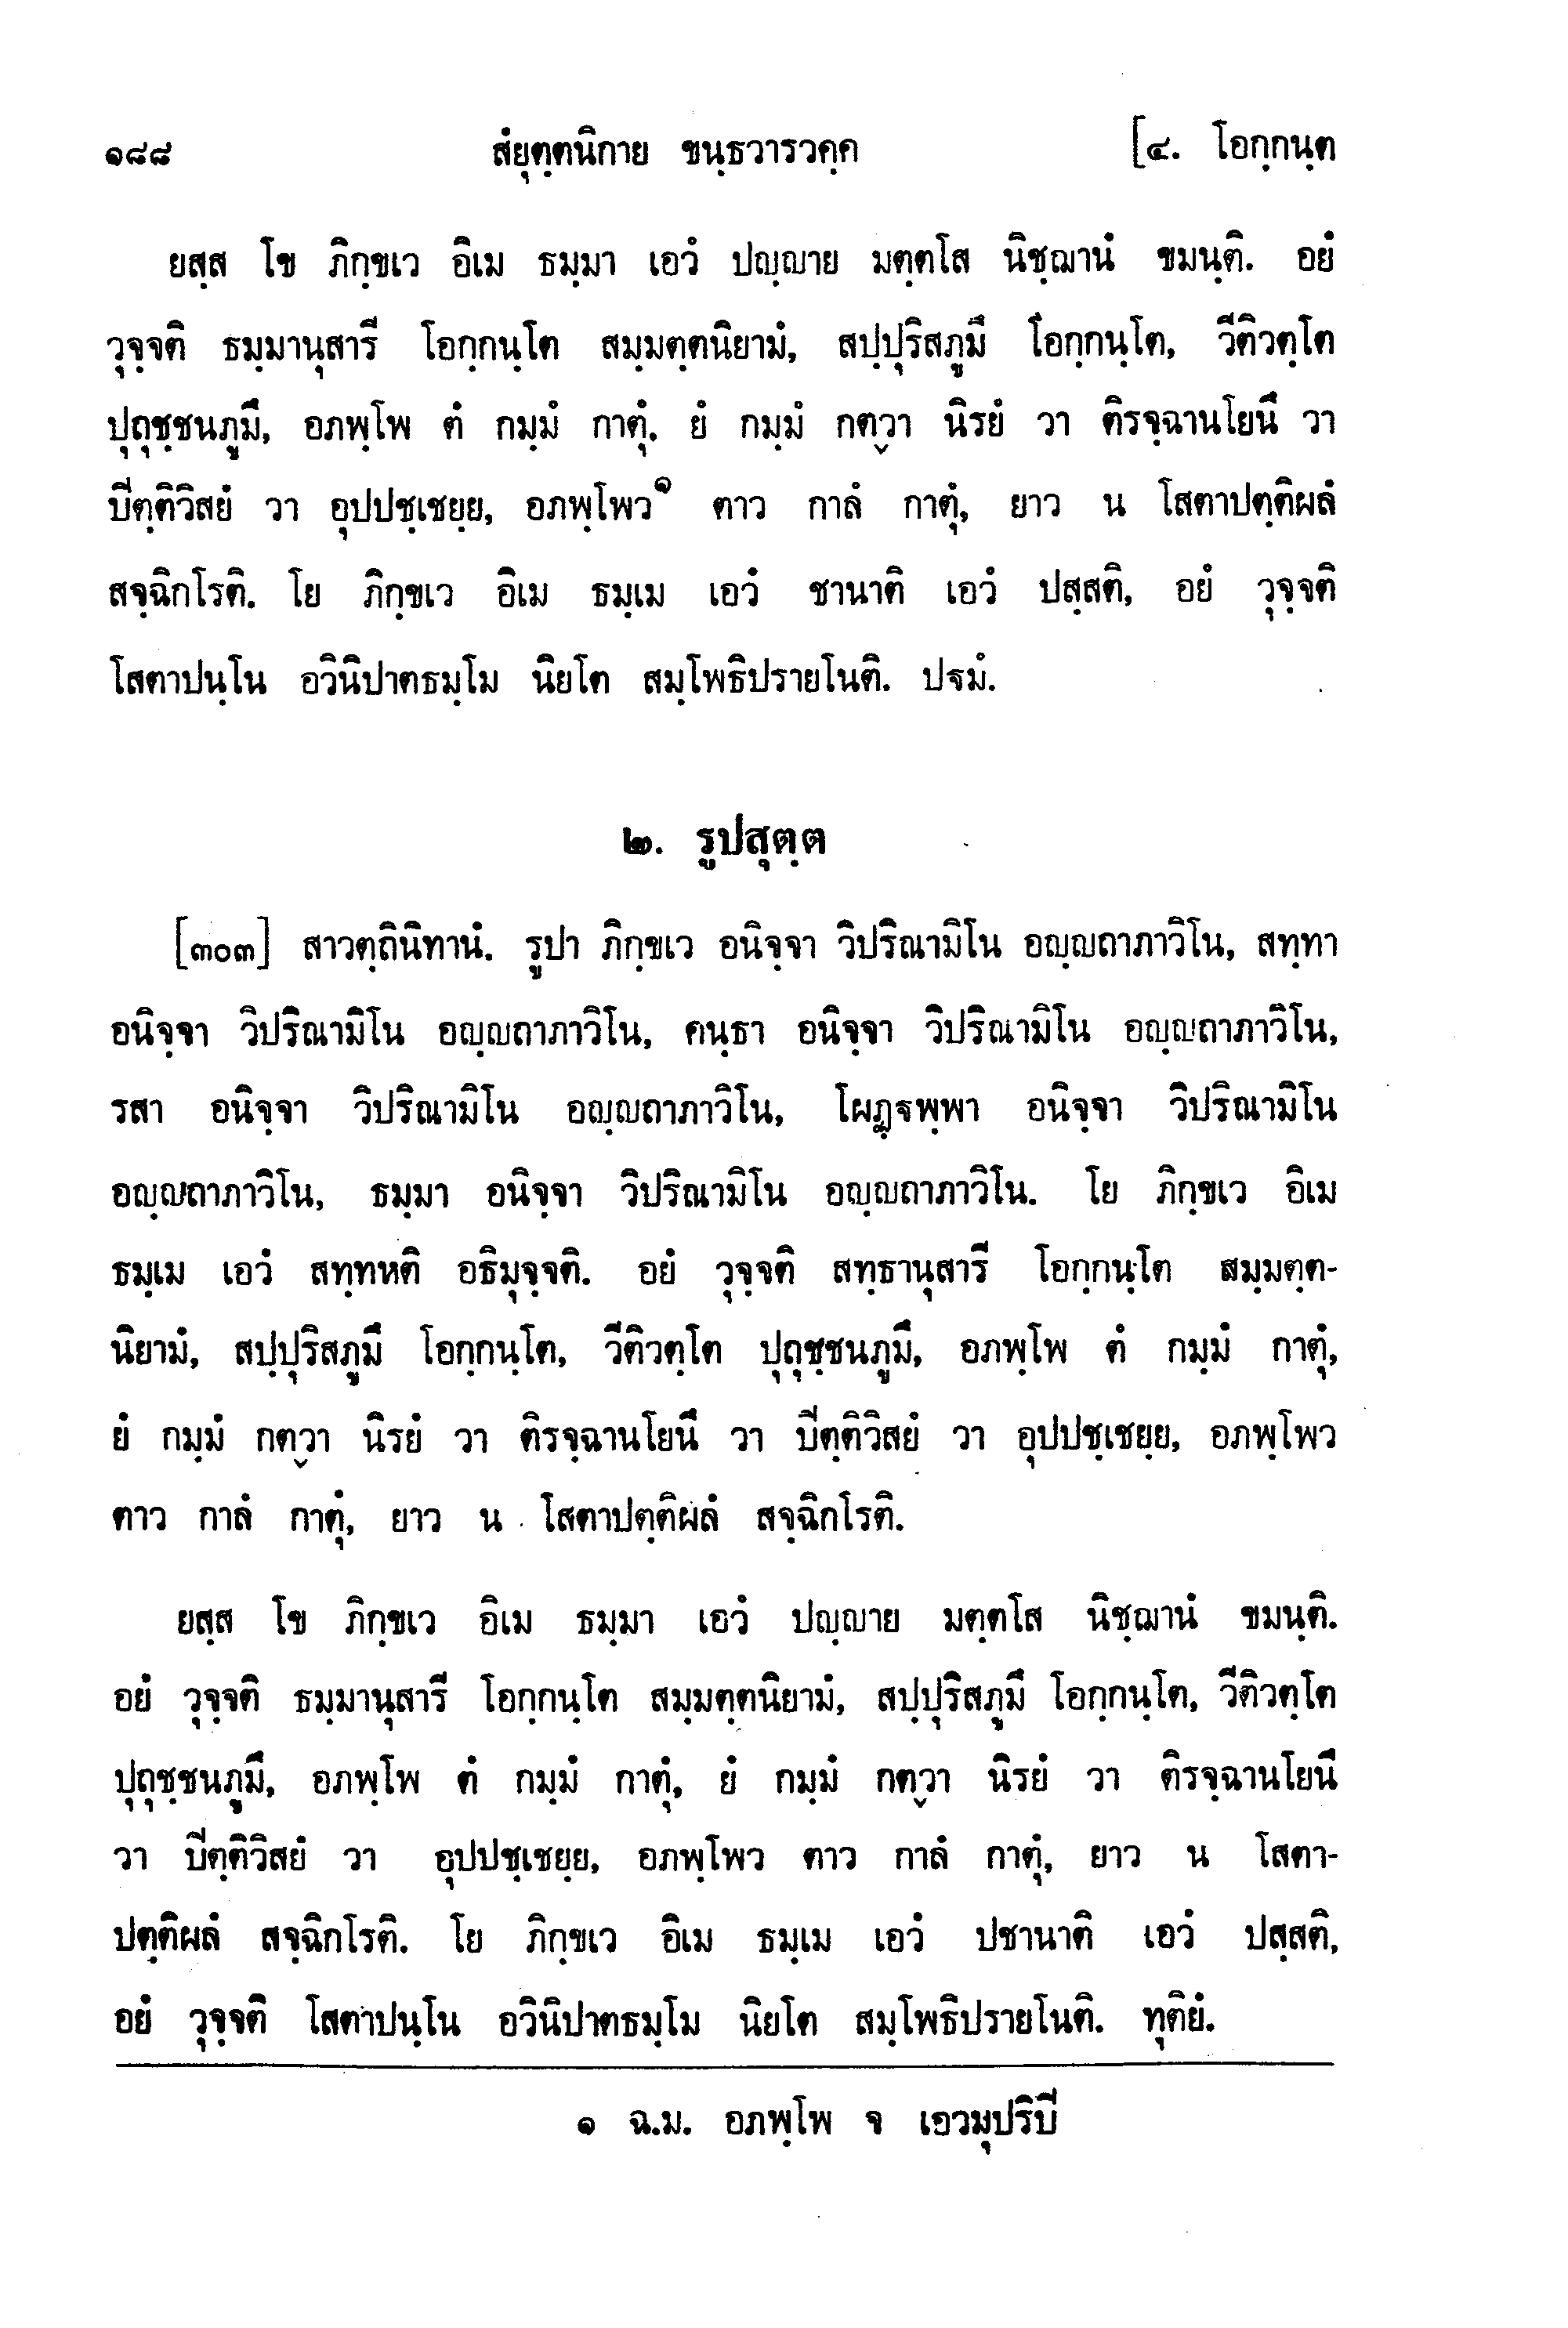 ๑๘๘ สํยุตฺตนิกาย ขนฺธวารวคฺค [๔. โอกฺกนฺต
ยสฺส โข ภิกฺขเว อิเม ธมฺมา เอวํ ปญฺญาย มตฺตโส นิชฺฌานํ ขมนฺติ. อยํ
วุจฺจติ ธมฺมานุสารี โอกฺกนฺโต สมฺมตฺตนิยามํ, สปฺปุริสภูมึ โอกฺกนฺโต, วีติวตฺโต
ปุถุชฺชนภูมึ, อภพฺโพ ตํ กมฺมํ กาตุํ, ยํ กมฺมํ กตฺวา นิรยํ วา ติรจฺฉานโยนึ วา
ปีตฺติวิสยํ วา อุปปชฺเชยฺย, อภพฺโพว๑ ตาว กาลํ กาตุํ, ยาว น โสตาปตฺติผลํ
สจฺฉิกโรติ. โย ภิกฺขเว อิเม ธมฺเม เอวํ ชานาติ เอวํ ปสฺสติ, อยํ วุจฺจติ
โสตาปนฺโน อวินิปาตธมฺโม นิยโต สมฺโพธิปรายโนติ. ปฐมํ.
๒. รูปสุตฺต
[๓๐๓] สาวตฺถินิทานํ. รูปา ภิกฺขเว อนิจฺจา วิปริณามิโน อญฺญถาภาวิโน, สทฺทา
อนิจฺจา วิปริณามิโน อญฺญถาภาวิโน, คนฺธา อนิจฺจา วิปริณามิโน อญฺญถาภาวิโน,
รสา อนิจฺจา วิปริณามิโน อญฺญถาภาวิโน, โผฏฺฐพฺพา อนิจฺจา วิปริณามิโน
อญฺญถาภาวิโน, ธมฺมา อนิจฺจา วิปริณามิโน อญฺญถาภาวิโน. โย ภิกฺขเว อิเม
ธมฺเม เอวํ สทฺทหติ อธิมุจฺจติ. อยํ วุจฺจติ สทฺธานุสารี โอกฺกนฺโต สมฺมตฺต-
นิยามํ, สปฺปุริสภูมึ โอกฺกนฺโต, วีติวตฺโต ปุถุชฺชนภูมึ, อภพฺโพ ตํ กมฺมํ กาตุํ,
ยํ กมฺมํ กตฺวา นิรยํ วา ติรจฺฉานโยนึ วา ปีตฺติวิสยํ วา อุปปชฺเชยฺย, อภพฺโพว
ตาว กาลํ กาตุํ, ยาว น โสตาปตฺติผลํ สจฺฉิกโรติ.
ยสฺส โข ภิกฺขเว อิเม ธมฺมา เอวํ ปญฺญาย มตฺตโส นิชฺฌานํ ขมนฺติ.
อยํ วุจฺจติ ธมฺมานุสารี โอกฺกนฺโต สมฺมตฺตนิยามํ, สปฺปุริสภูมึ โอกฺกนฺโต, วีติวตฺโต
ปุถุชฺชนภูมึ, อภพฺโพ ตํ กมฺมํ กาตุํ, ยํ กมฺมํ กตฺวา นิรยํ วา ติรจฺฉานโยนึ
วา ปีตฺติวิสยํ วา อุปปชฺเชยฺย, อภพฺโพว ตาว กาลํ กาตุํ, ยาว น โสตา-
ปตฺติผลํ สจฺฉิกโรติ. โย ภิกฺขเว อิเม ธมฺเม เอวํ ปชานาติ เอวํ ปสฺสติ,
อยํ วุจฺจติ โสตาปนฺโน อวินิปาตธมฺโม นิยโต สมฺโพธิปรายโนติ. ทุติยํ.
๑ ฉ.ม. อภพฺโพ จ เอวมุปริปี